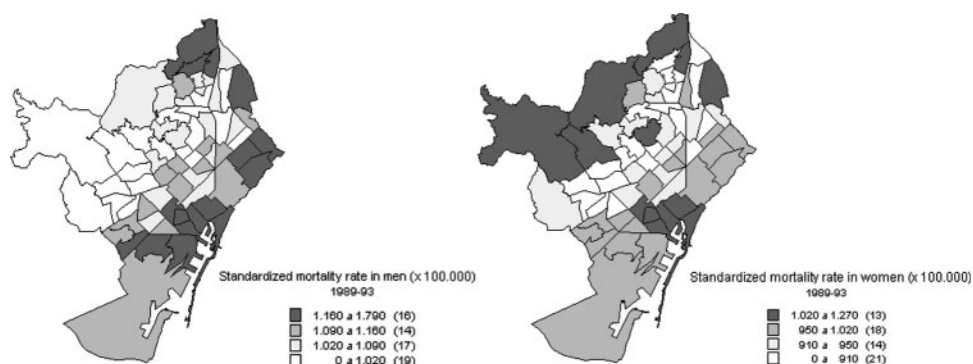 Standardized mortality rate in men (x 100.000)
1989-93
1.160 a 1.790 (16)
1.090 a 1.160 (14)
1.020 a 1.090 (17)
0 a 1.020 (19)
Standardized mortality rate in women (x 100.000)
1989-93
1.020 a 1.270 (13)
950 a 1.020 (18)
910 a 950 (14)
0 a 910 (21)